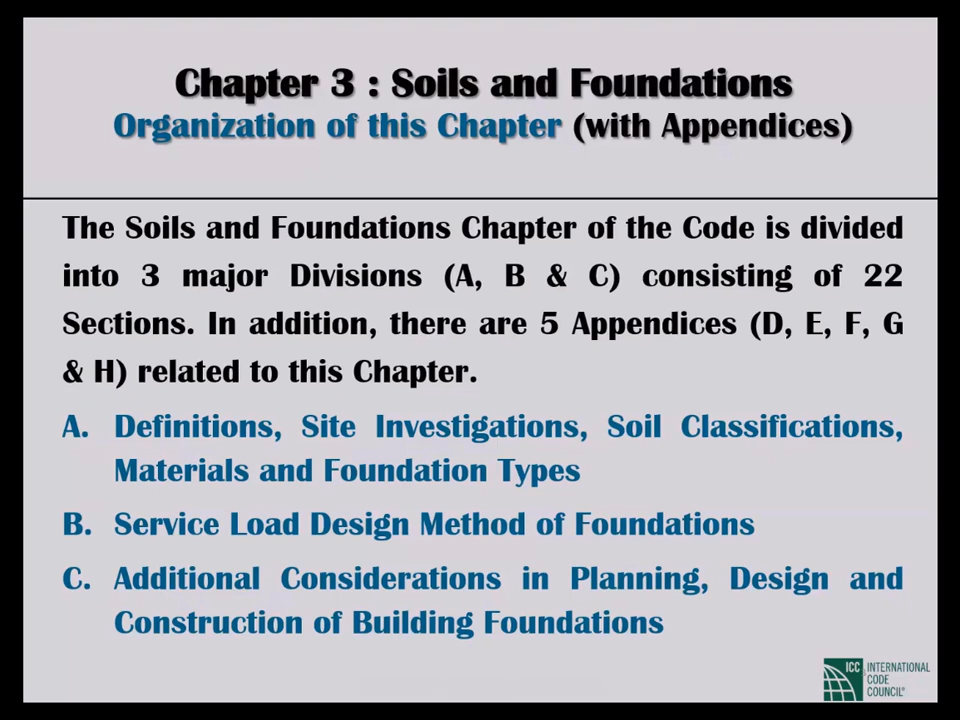 Chapter 3 : Soils and Foundations
Organization of this Chapter (with Appendices)
The Soils and Foundations Chapter of the Code is divided
into 3 major Divisions (A, B & C) consisting of 22
Sections. In addition, there are 5 Appendices (D, E, F, G
& H) related to this Chapter.
A. Definitions, Site Investigations, Soil Classifications,
Materials and Foundation Types
B. Service Load Design Method of Foundations
C. Additional Considerations in Planning, Design and
Construction of Building Foundations
ICC INTERNATIONAL
CODE
COUNCIL®